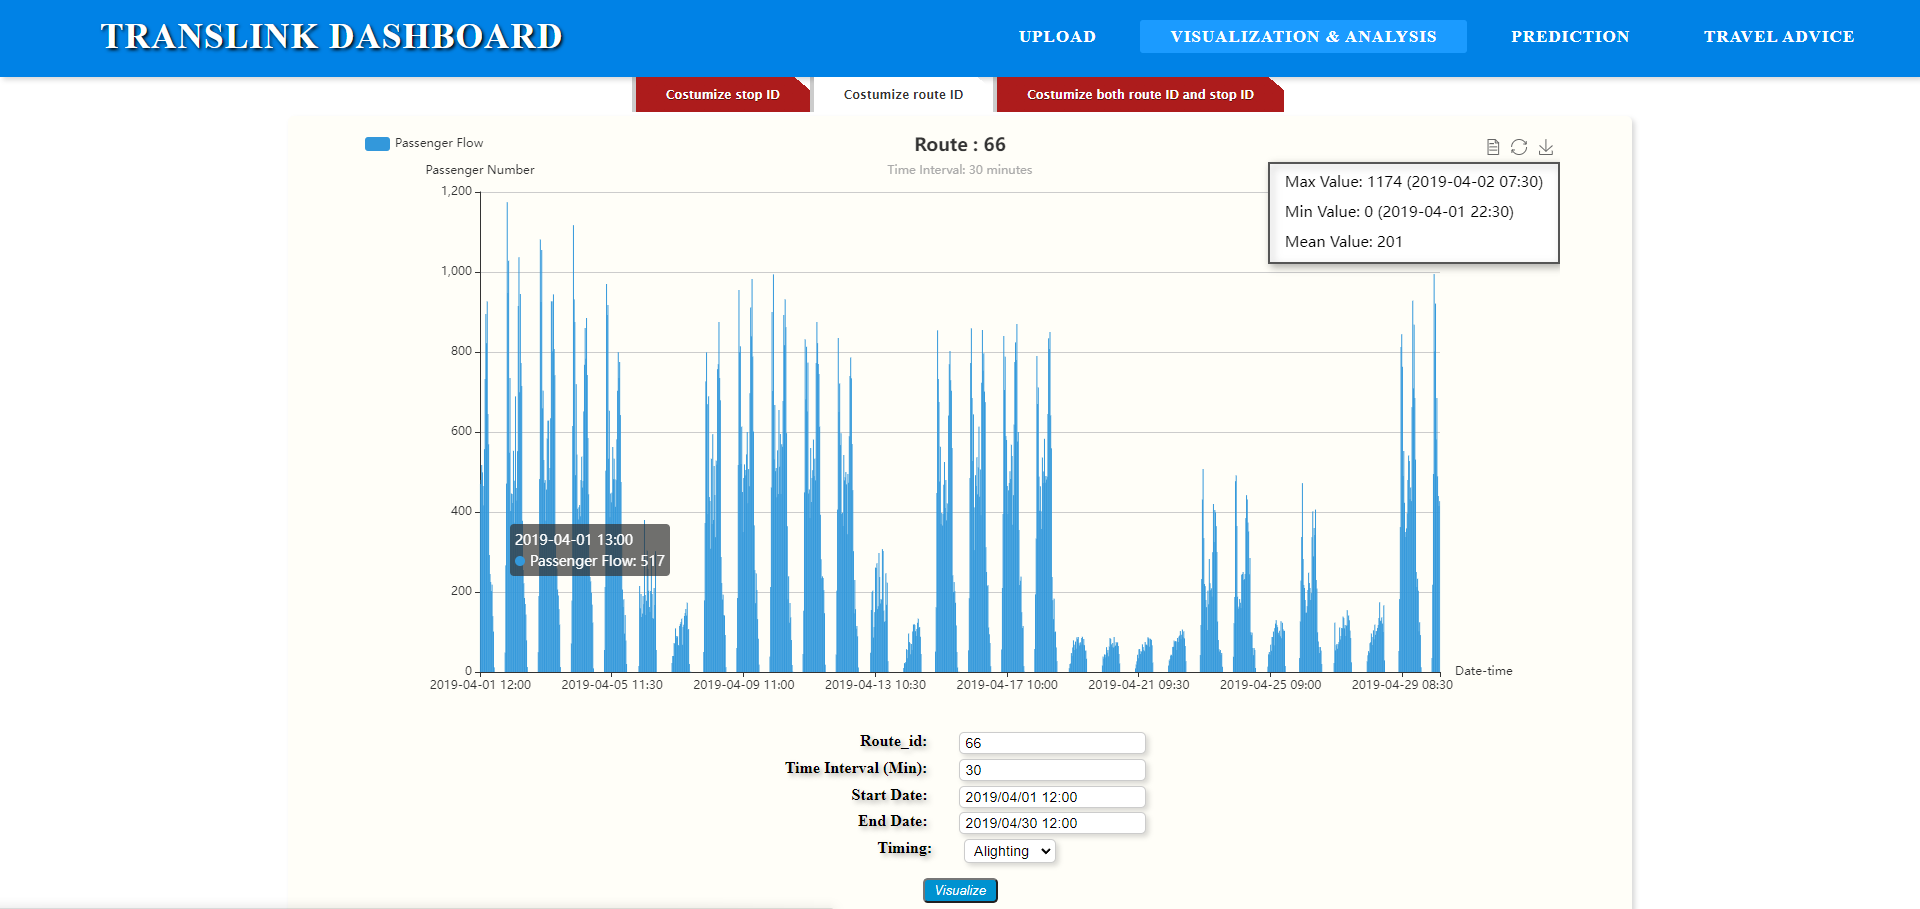 TRANSLINK DASHBOARD
UPLOAD
VISUALIZATION & ANALYSIS
PREDICTION
TRAVEL ADVICE
Costumize stop ID
Costumize route ID
Costumize both route ID and stop ID
Passenger Flow
Route : 66
Time Interval: 30 minutes
Passenger Number
Max Value: 1174 (2019-04-02 07:30)
Min Value: 0 (2019-04-01 22:30)
Mean Value: 201
1,200
1,000
800
600
400
200
0
2019-04-01 13:00
Passenger Flow: 517
Date-time
2019-04-01 12:00
2019-04-05 11:30
2019-04-09 11:00
2019-04-13 10:30
2019-04-17 10:00
2019-04-21 09:30
2019-04-25 09:00
2019-04-29 08:30
Route_id: 66
Time Interval (Min): 30
Start Date: 2019/04/01 12:00
End Date: 2019/04/30 12:00
Timing: Alighting
Visualize